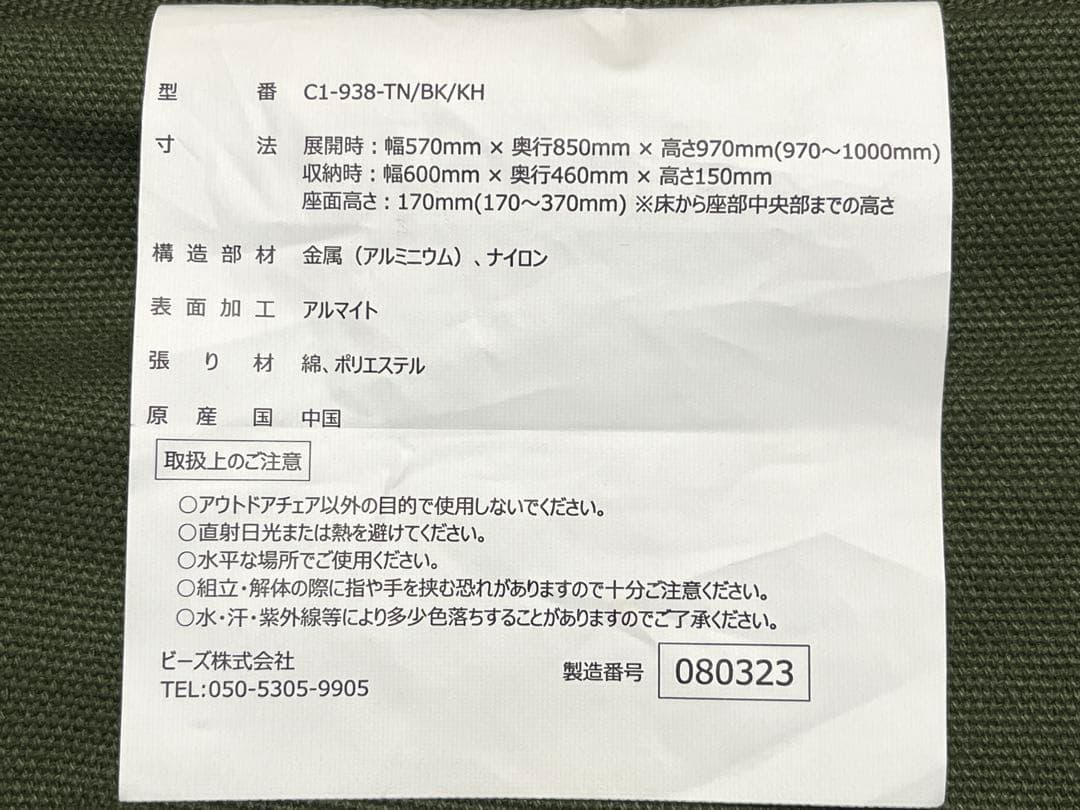 型番 C1-938-TN/BK/KH
寸法 展開時：幅570mm × 奥行850mm × 高さ970mm(970～1000mm)
収納時：幅600mm × 奥行460mm × 高さ150mm
座面高さ：170mm(170～370mm) ※床から座部中央部までの高さ
構造部材 金属（アルミニウム）、ナイロン
表面加工 アルマイト
張り材 綿、ポリエステル
原産国 中国
取扱上のご注意
○アウトドアチェア以外の目的で使用しないでください。
○直射日光または熱を避けてください。
○水平な場所でご使用ください。
○組立・解体の際に指や手を挟む恐れがありますので十分ご注意ください。
○水・汗・紫外線等により多少色落ちすることがありますのでご了承ください。
ビーズ株式会社
TEL:050-5305-9905
製造番号 080323